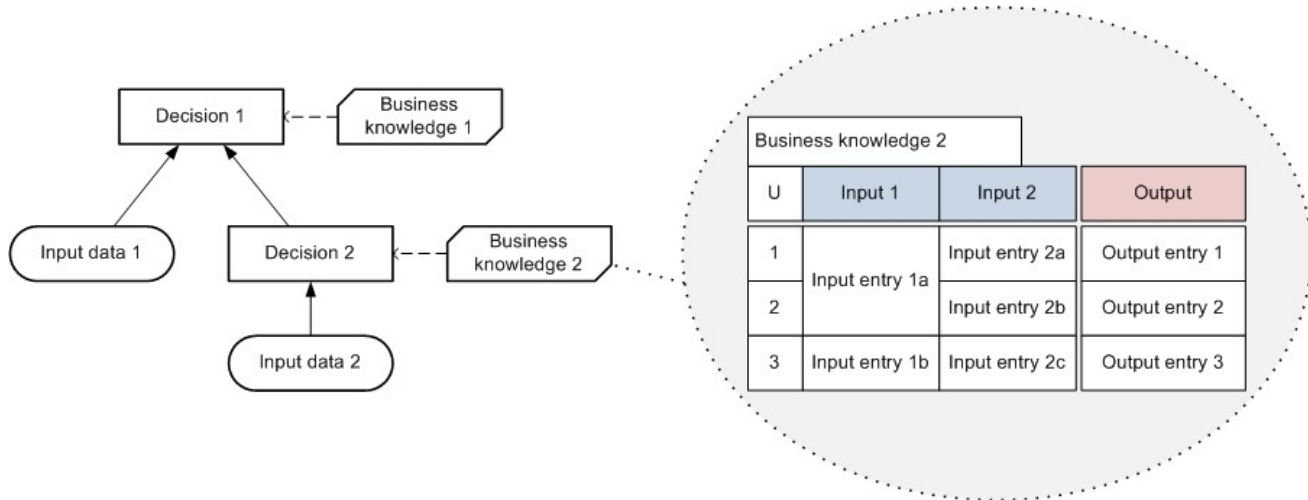 Decision 1
Business
knowledge 1
Input data 1
Decision 2
Business
knowledge 2
Input data 2
Business knowledge 2
U Input 1 Input 2 Output
1 Input entry 1a Input entry 2a Output entry 1
2 Input entry 2b Output entry 2
3 Input entry 1b Input entry 2c Output entry 3